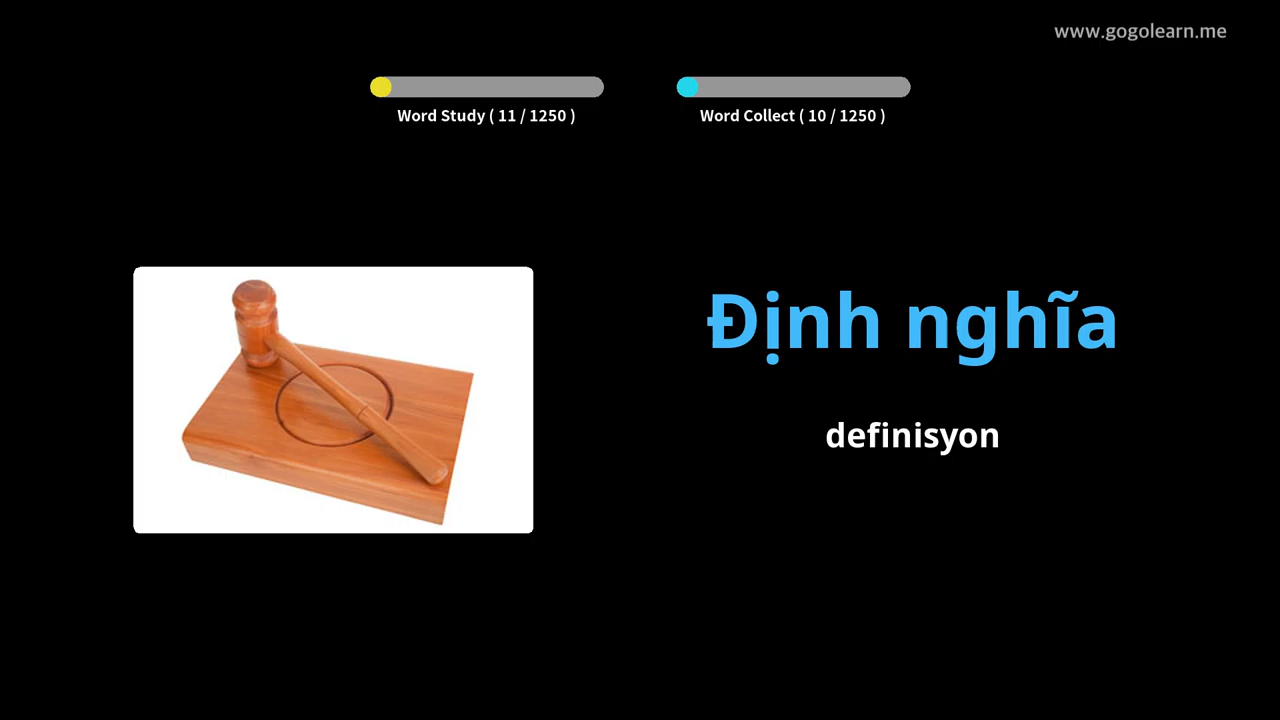 www.gogolearn.me
Word Study ( 11 / 1250 )
Word Collect ( 10 / 1250 )
Định nghĩa
definisyon